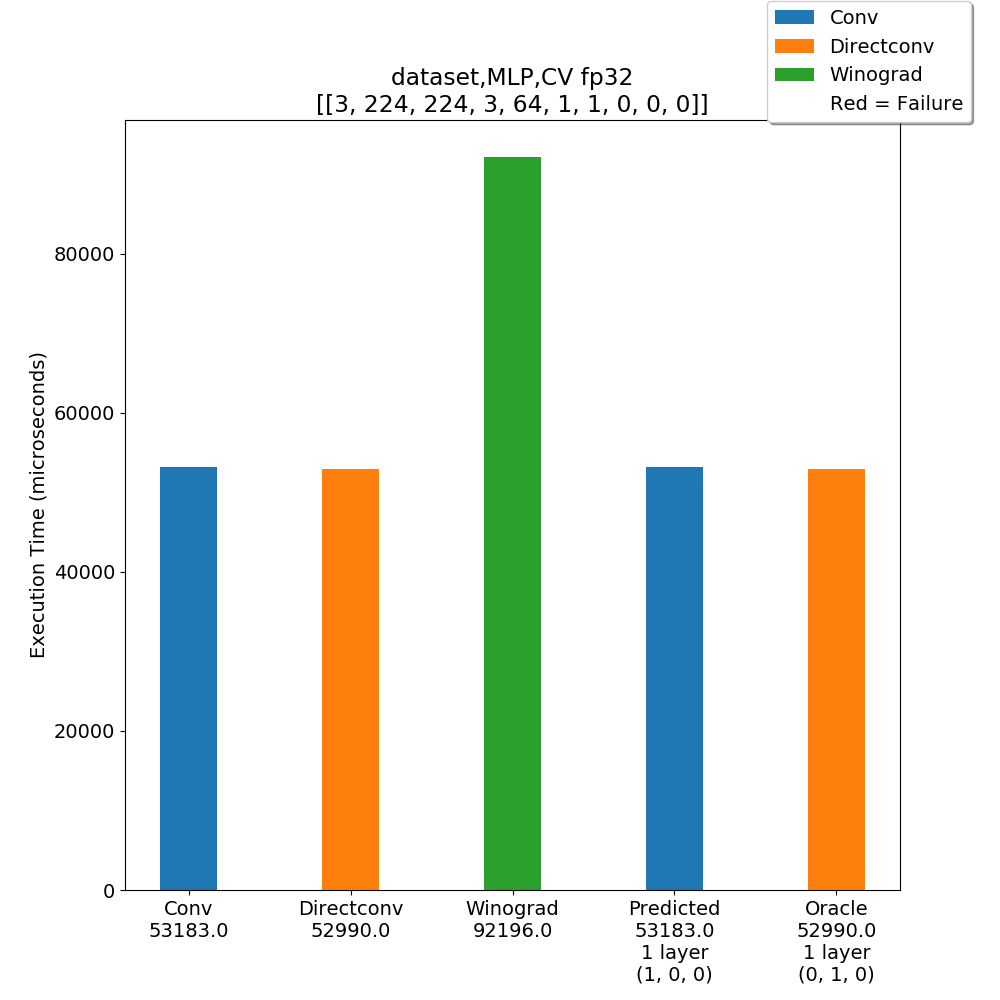 Conv
Directconv
Winograd
Red = Failure
dataset,MLP,CV fp32
[[3, 224, 224, 3, 64, 1, 1, 0, 0, 0]]
Execution Time (microseconds)
80000
60000
40000
20000
0
Conv
53183.0
Directconv
52990.0
Winograd
92196.0
Predicted
53183.0
1 layer
(1, 0, 0)
Oracle
52990.0
1 layer
(0, 1, 0)